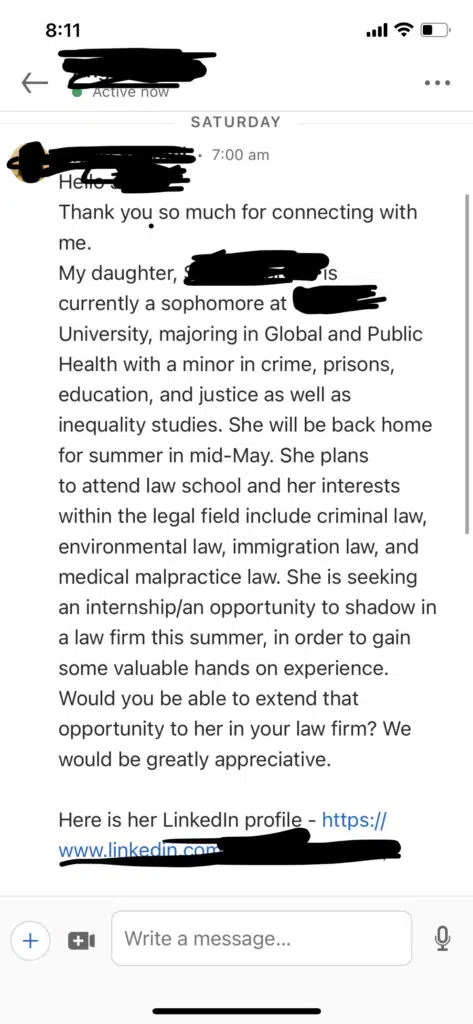 8:11
Active now
SATURDAY
• 7:00 am
Hello
Thank you so much for connecting with
me.
My daughter, is
currently a sophomore at
University, majoring in Global and Public
Health with a minor in crime, prisons,
education, and justice as well as
inequality studies. She will be back home
for summer in mid-May. She plans
to attend law school and her interests
within the legal field include criminal law,
environmental law, immigration law, and
medical malpractice law. She is seeking
an internship/an opportunity to shadow in
a law firm this summer, in order to gain
some valuable hands on experience.
Would you be able to extend that
opportunity to her in your law firm? We
would be greatly appreciative.
Here is her LinkedIn profile - https://
www.linkedin.com
Write a message...